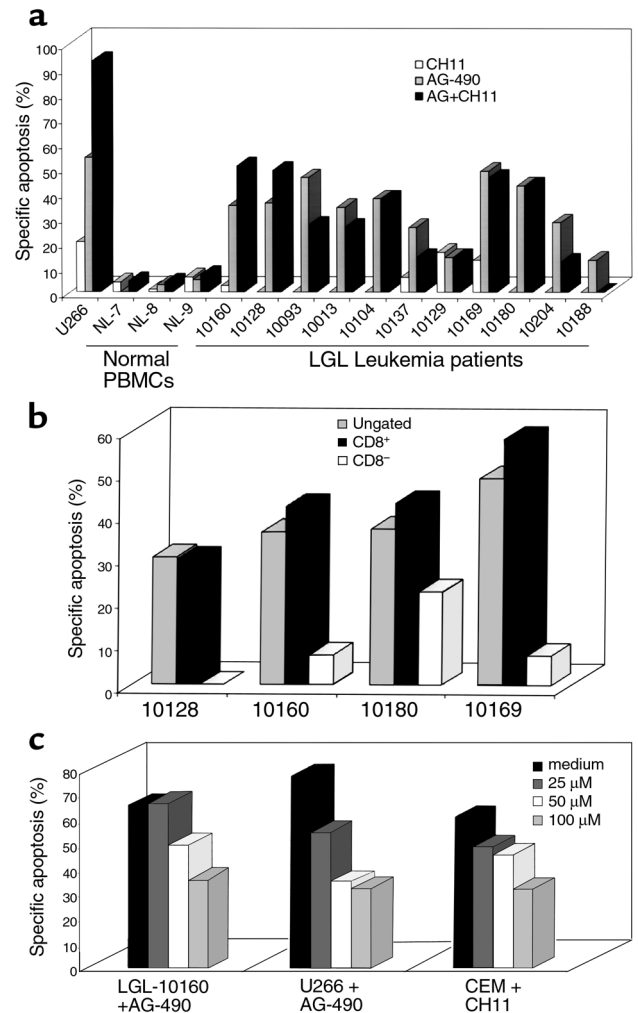 a
Specific apoptosis (%)
100
90
80
70
60
50
40
30
20
10
0
CH11
AG-490
AG+CH11
U266
NL-7
NL-8
NL-9
10160
10128
10093
10013
10104
10137
10129
10169
10180
10204
10188
Normal
PBMCs
LGL Leukemia patients
b
Specific apoptosis (%)
60
50
40
30
20
10
0
Ungated
CD8⁺
CD8⁻
10128
10160
10180
10169
c
Specific apoptosis (%)
80
70
60
50
40
30
20
10
0
medium
25 μM
50 μM
100 μM
LGL-10160
+AG-490
U266 +
AG-490
CEM +
CH11